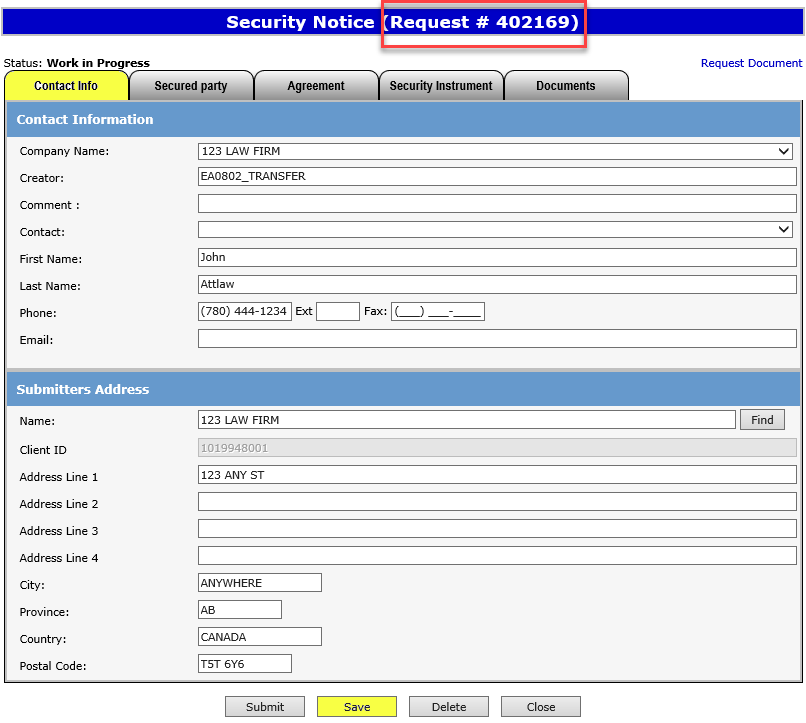 Security Notice (Request # 402169)
Status: Work in Progress Request Document
Contact Info Secured party Agreement Security Instrument Documents
Contact Information
Company Name: 123 LAW FIRM
Creator: EA0802_TRANSFER
Comment :
Contact:
First Name: John
Last Name: Attlaw
Phone: (780) 444-1234 Ext Fax: (___) ___-____
Email:
Submitters Address
Name: 123 LAW FIRM Find
Client ID 1019948001
Address Line 1 123 ANY ST
Address Line 2
Address Line 3
Address Line 4
City: ANYWHERE
Province: AB
Country: CANADA
Postal Code: T5T 6Y6
Submit Save Delete Close